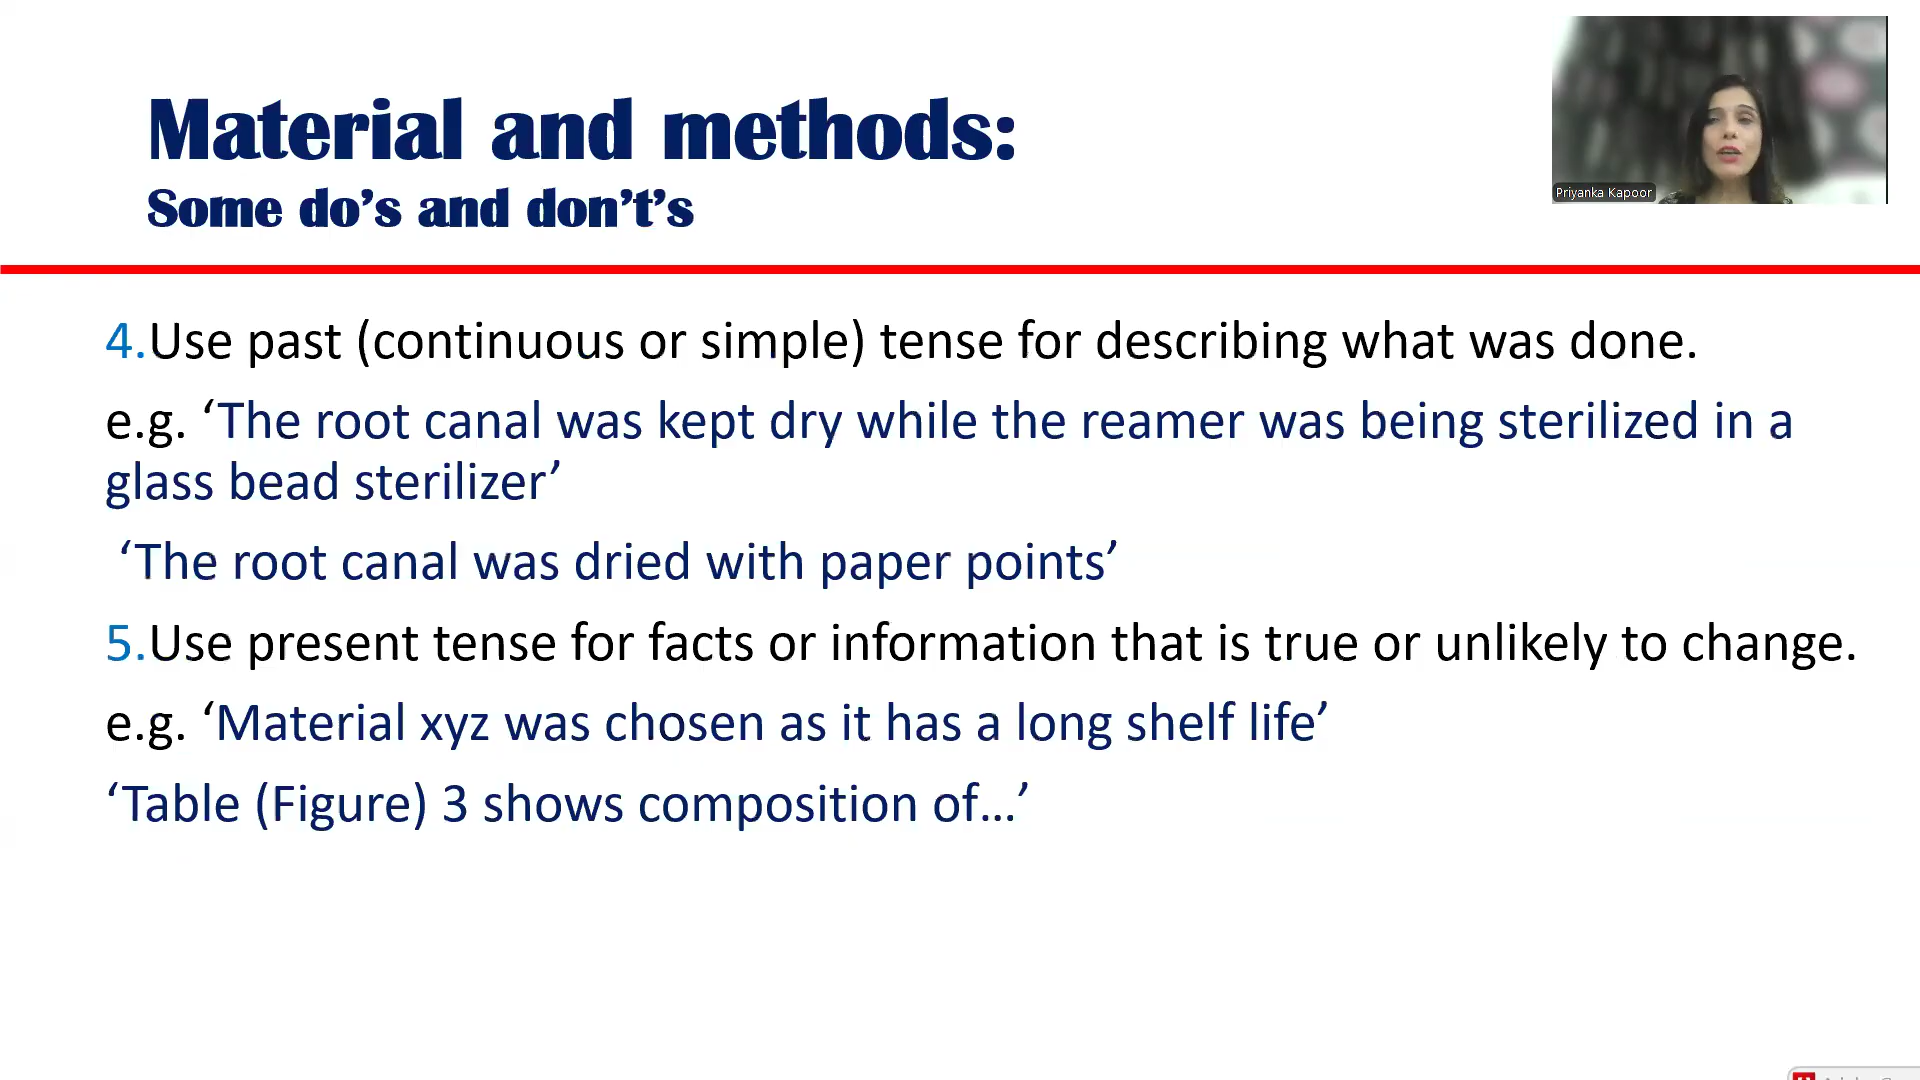 Material and methods:
Some do’s and don’t’s
Priyanka Kapoor
4.Use past (continuous or simple) tense for describing what was done.
e.g. ‘The root canal was kept dry while the reamer was being sterilized in a
glass bead sterilizer’
‘The root canal was dried with paper points’
5.Use present tense for facts or information that is true or unlikely to change.
e.g. ‘Material xyz was chosen as it has a long shelf life’
‘Table (Figure) 3 shows composition of…’